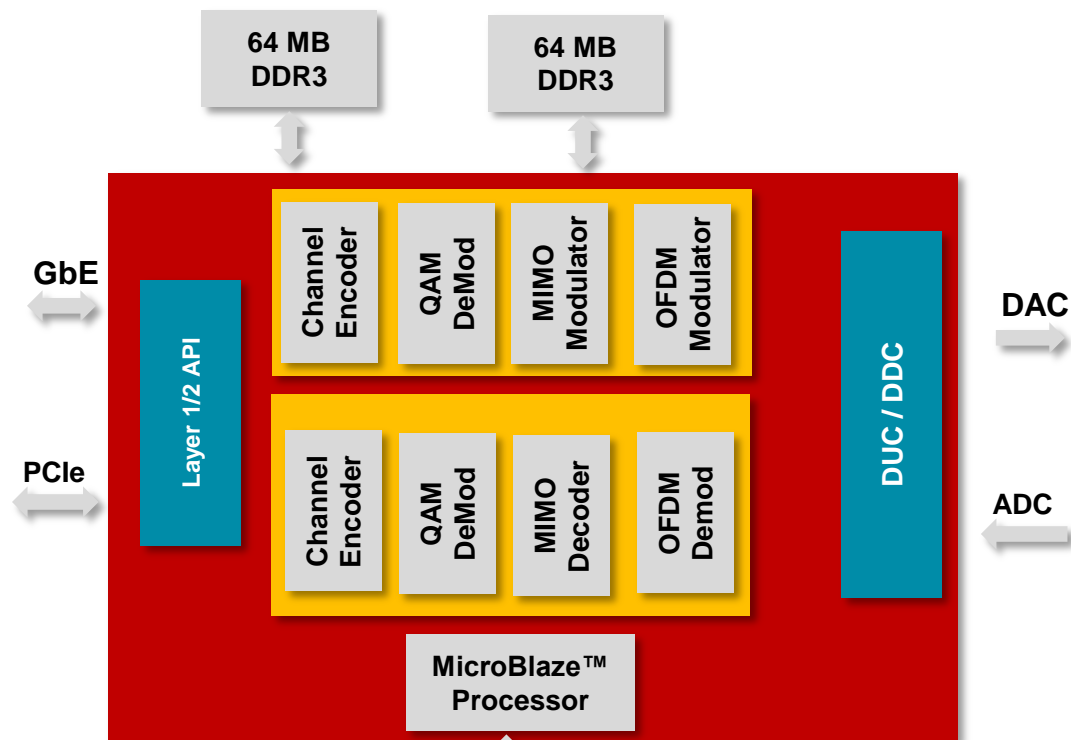 64 MB
DDR3
64 MB
DDR3
GbE
PCIe
Layer 1/2 API
Channel
Encoder
QAM
DeMod
MIMO
Modulator
OFDM
Modulator
Channel
Encoder
QAM
DeMod
MIMO
Decoder
OFDM
Demod
MicroBlaze™
Processor
DUC / DDC
DAC
ADC